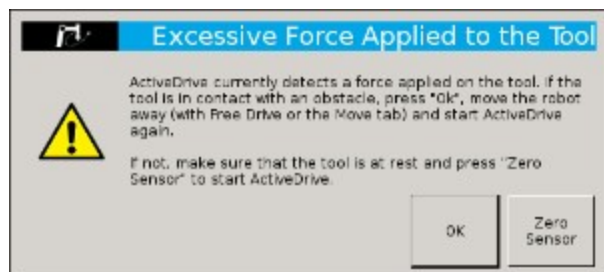 Excessive Force Applied to the Tool
ActiveDrive currently detects a force applied on the tool. If the
tool is in contact with an obstacle, press "Ok", move the robot
away (with Free Drive or the Move tab) and start ActiveDrive
again.
If not, make sure that the tool is at rest and press "Zero
Sensor" to start ActiveDrive.
OK
Zero
Sensor